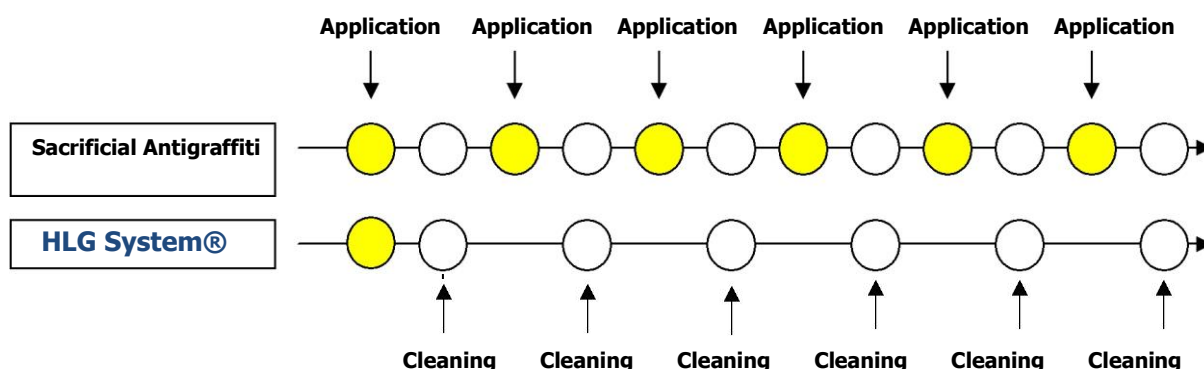 Application Application Application Application Application Application
Sacrificial Antigraffiti
HLG System®
Cleaning Cleaning Cleaning Cleaning Cleaning Cleaning